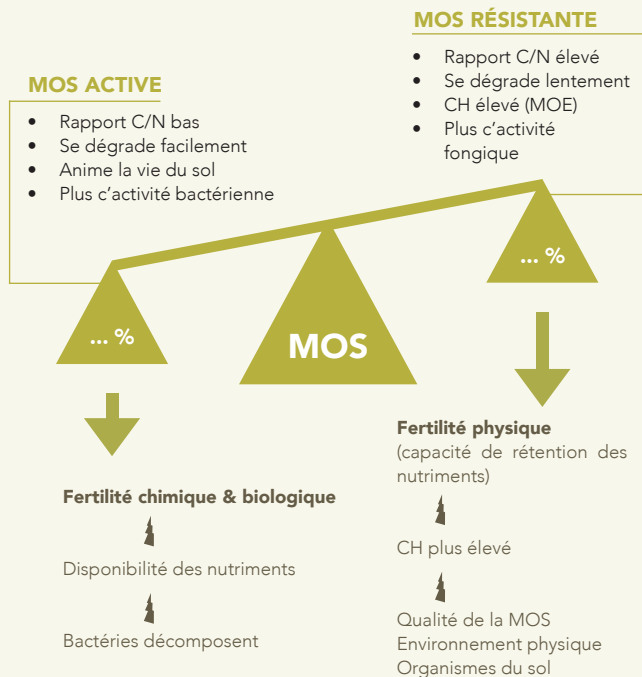 MOS ACTIVE
• Rapport C/N bas
• Se dégrade facilement
• Anime la vie du sol
• Plus c’activité bactérienne
MOS RÉSISTANTE
• Rapport C/N élevé
• Se dégrade lentement
• CH élevé (MOE)
• Plus c’activité
fongique
... %
MOS
... %
Fertilité chimique & biologique
Disponibilité des nutriments
Bactéries décomposent
Fertilité physique
(capacité de rétention des
nutriments)
CH plus élevé
Qualité de la MOS
Environnement physique
Organismes du sol